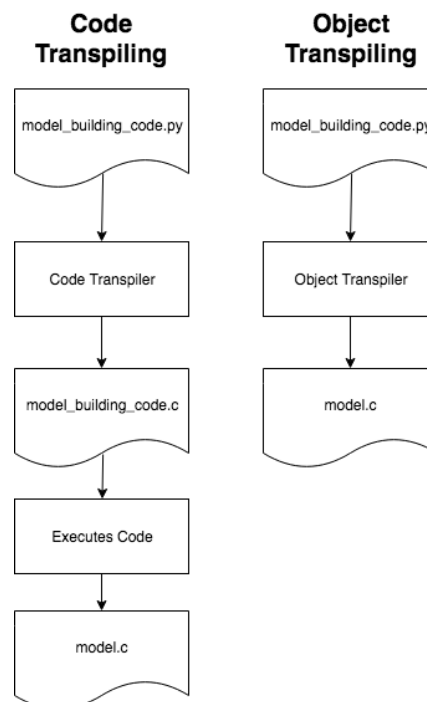 Code
Transpiling
model_building_code.py
Code Transpiler
model_building_code.c
Executes Code
model.c
Object
Transpiling
model_building_code.py
Object Transpiler
model.c